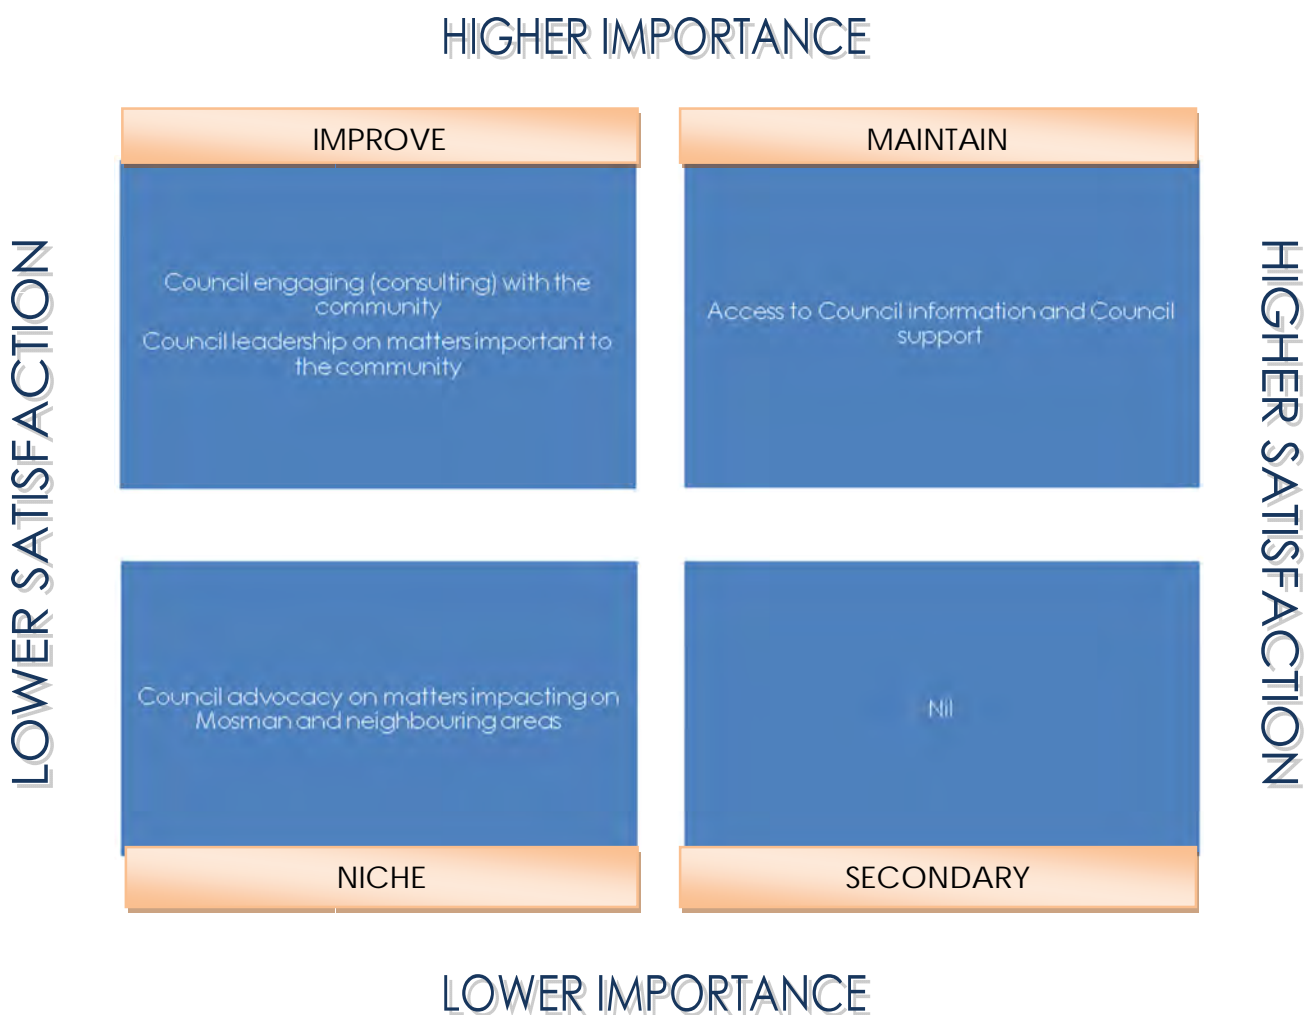 HIGHER IMPORTANCE
IMPROVE
MAINTAIN
LOWER SATISFACTION
Council engaging (consulting) with the
community
Council leadership on matters important to
the community
Access to Council information and Council
support
HIGHER SATISFACTION
Council advocacy on matters impacting on
Mosman and neighbouring areas
Nil
NICHE
SECONDARY
LOWER IMPORTANCE